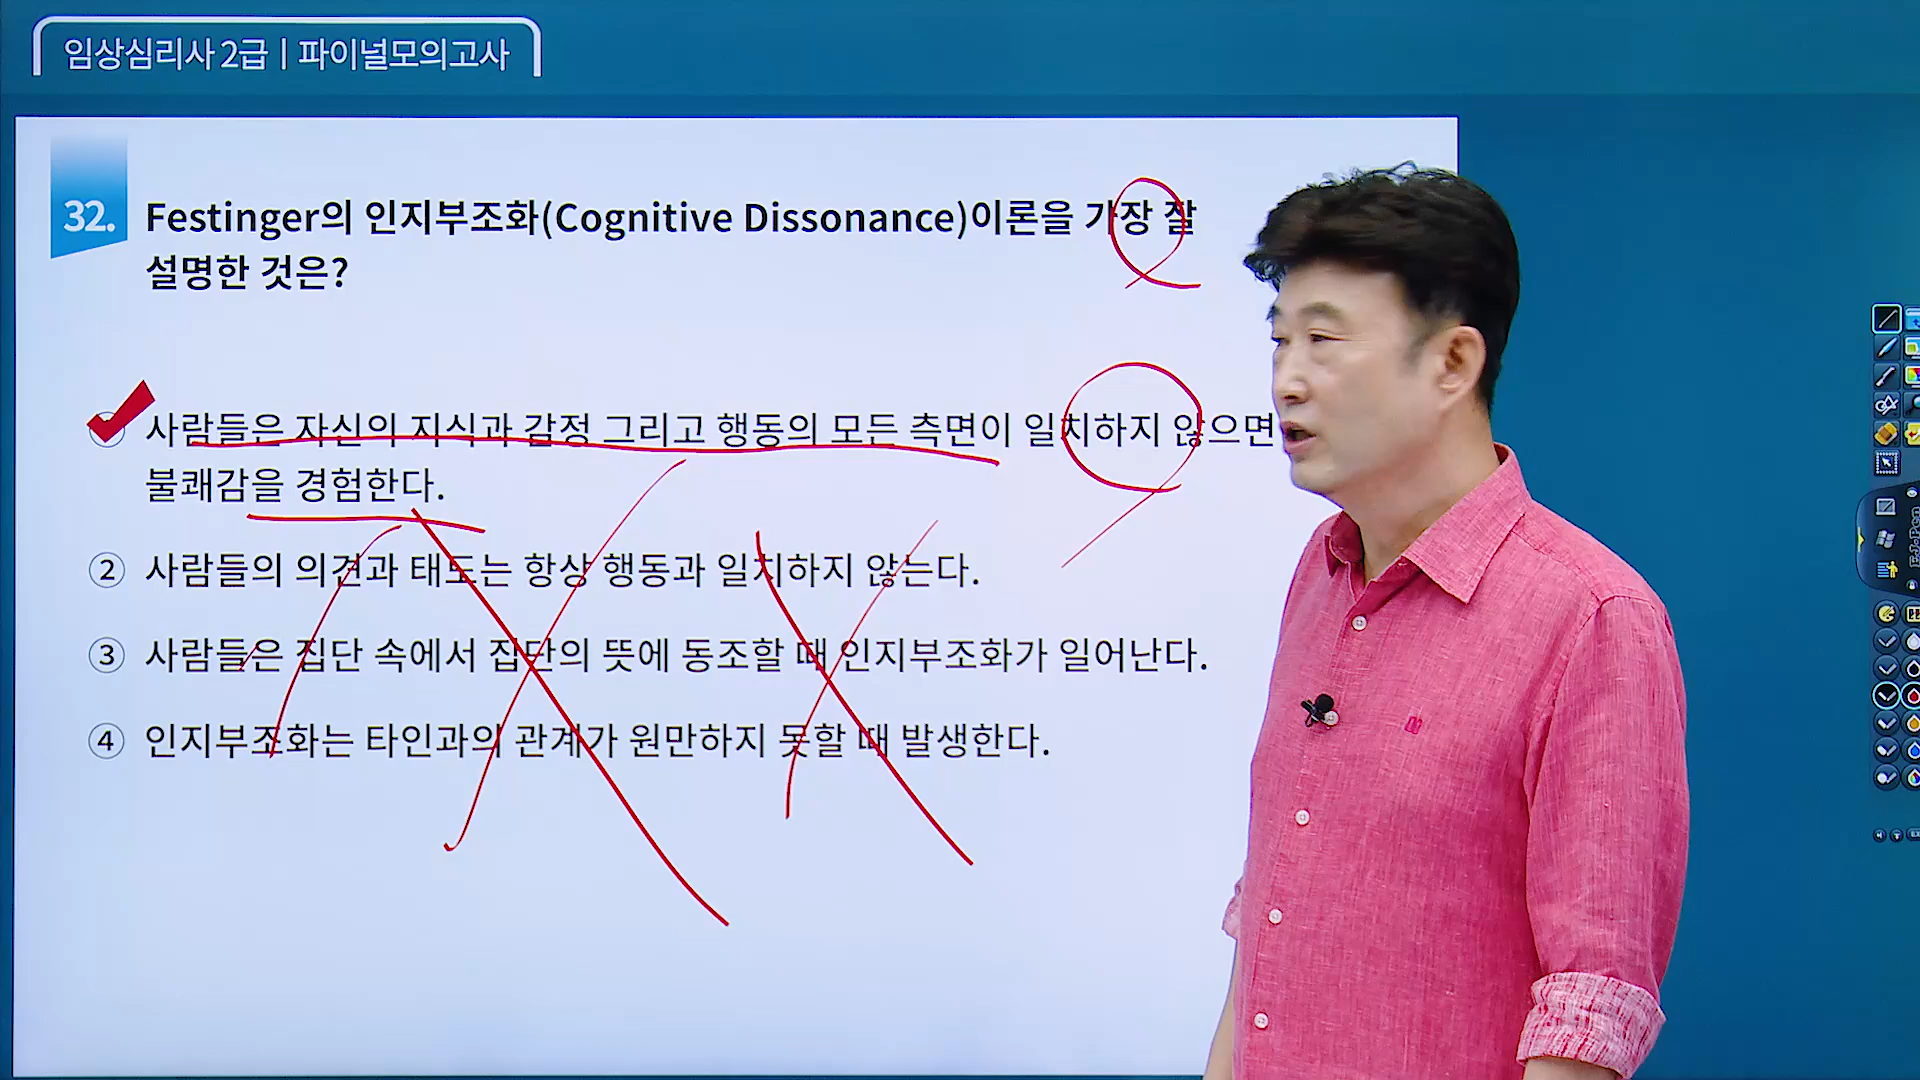 임상심리사 2급 | 파이널모의고사
32. Festinger의 인지부조화(Cognitive Dissonance)이론을 가장 잘
설명한 것은?
① 사람들은 자신의 지식과 감정 그리고 행동의 모든 측면이 일치하지 않으면
불쾌감을 경험한다.
② 사람들의 의견과 태도는 항상 행동과 일치하지 않는다.
③ 사람들은 집단 속에서 집단의 뜻에 동조할 때 인지부조화가 일어난다.
④ 인지부조화는 타인과의 관계가 원만하지 못할 때 발생한다.